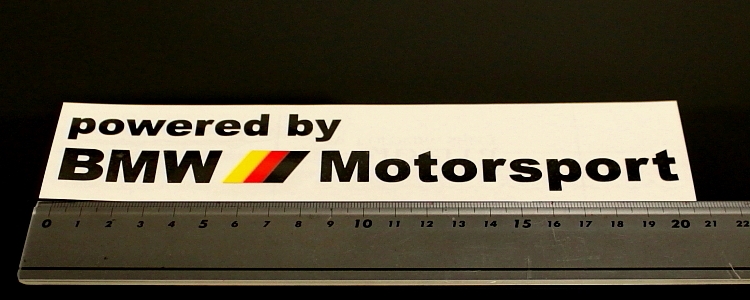 powered by
BMW Motorsport
0 1 2 3 4 5 6 7 8 9 10 11 12 13 14 15 16 17 18 19 20 21 22